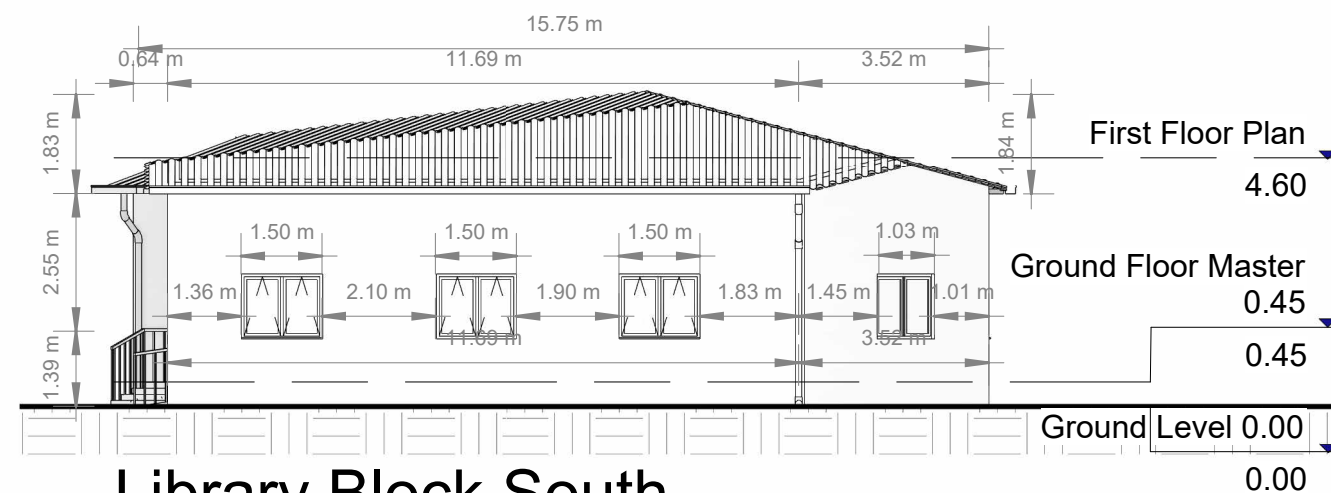 15.75 m
0.64 m
11.69 m
3.52 m
1.83 m
1.84 m
First Floor Plan
4.60
1.50 m
1.50 m
1.50 m
1.03 m
2.55 m
Ground Floor Master
0.45
1.36 m
2.10 m
1.90 m
1.83 m
1.45 m
1.01 m
11.69 m
3.52 m
0.45
1.39 m
Ground Level 0.00
0.00
Library Block South